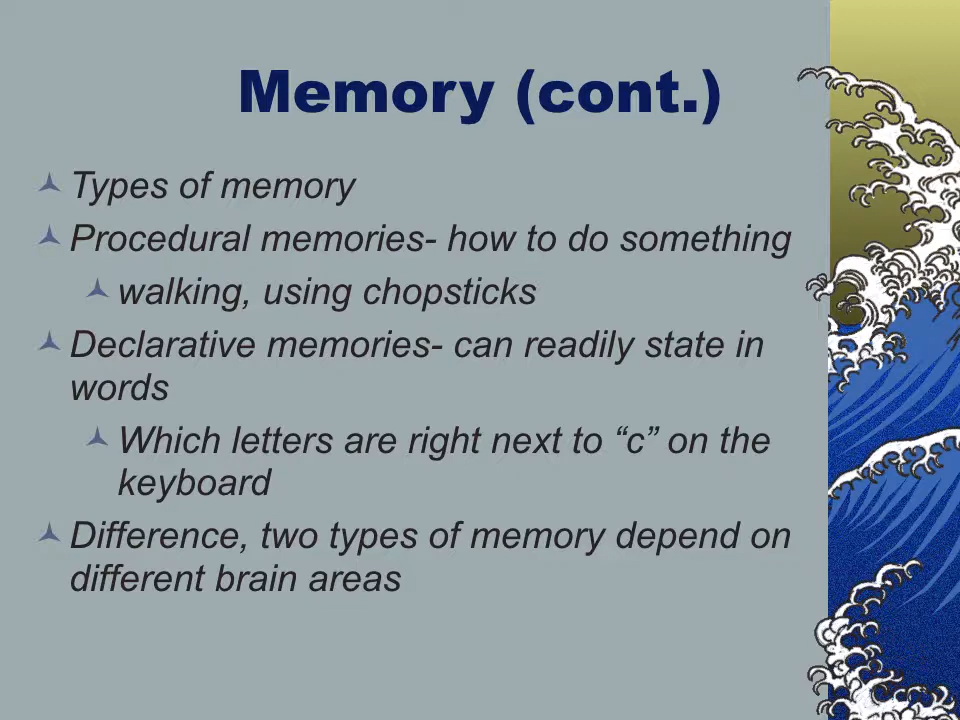 Memory (cont.)
Types of memory
Procedural memories- how to do something
walking, using chopsticks
Declarative memories- can readily state in
words
Which letters are right next to “c” on the
keyboard
Difference, two types of memory depend on
different brain areas